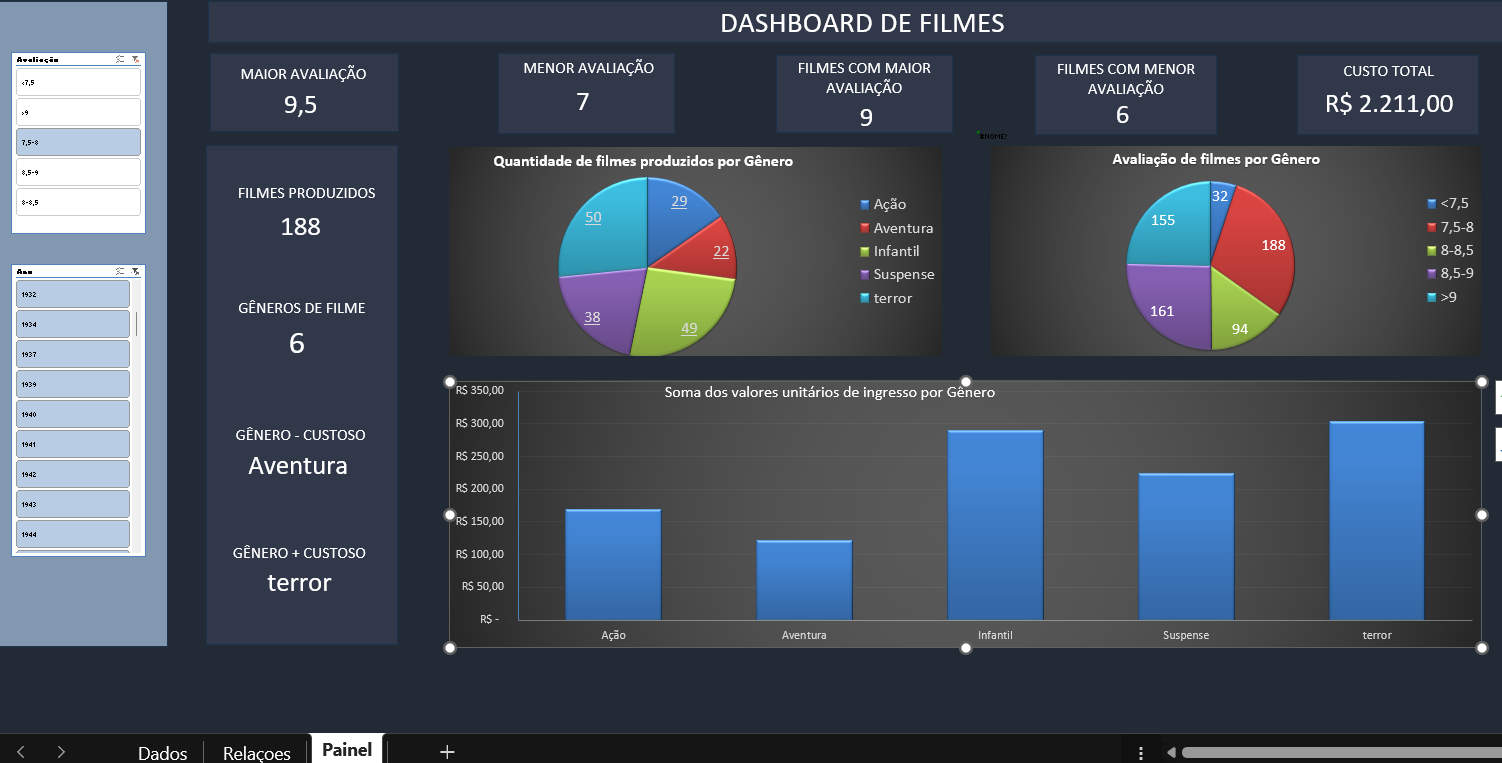 DASHBOARD DE FILMES
Avaliação
<7,5
>9
7,5-8
8,5-9
8-8,5
Ano
1932
1934
1937
1939
1940
1941
1942
1943
1944
MAIOR AVALIAÇÃO
9,5
MENOR AVALIAÇÃO
7
FILMES COM MAIOR
AVALIAÇÃO
9
FILMES COM MENOR
AVALIAÇÃO
6
CUSTO TOTAL
R$ 2.211,00
#NOME?
FILMES PRODUZIDOS
188
GÊNEROS DE FILME
6
GÊNERO - CUSTOSO
Aventura
GÊNERO + CUSTOSO
terror
Quantidade de filmes produzidos por Gênero
29
22
49
38
50
Ação
Aventura
Infantil
Suspense
terror
Avaliação de filmes por Gênero
32
188
94
161
155
<7,5
7,5-8
8-8,5
8,5-9
>9
Soma dos valores unitários de ingresso por Gênero
R$ 350,00
R$ 300,00
R$ 250,00
R$ 200,00
R$ 150,00
R$ 100,00
R$ 50,00
R$ -
Ação
Aventura
Infantil
Suspense
terror
Dados
Relaçoes
Painel